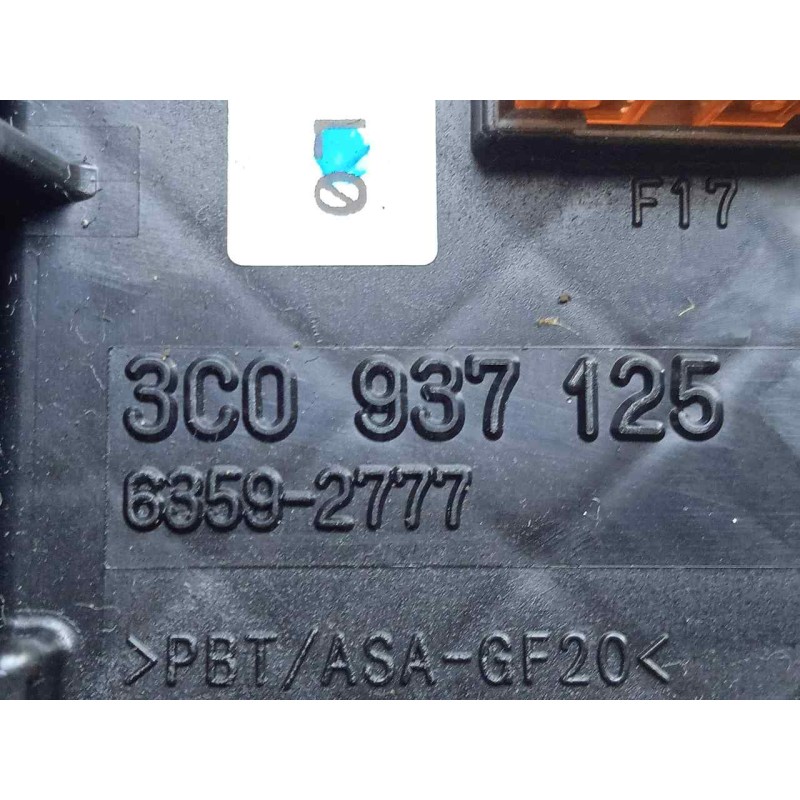 F17
3C0 937 125
6359-2777
>PBT/ASA-GF20<